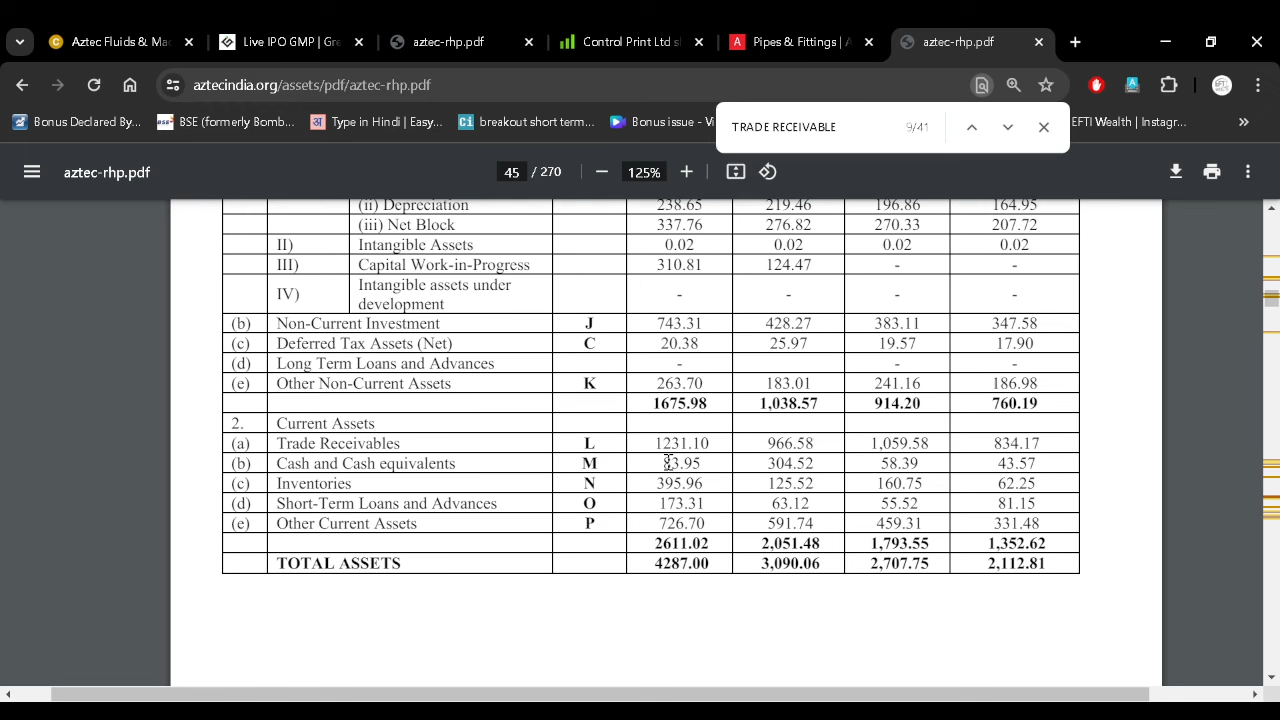 Aztec Fluids & Mac
Live IPO GMP | Gre
aztec-rhp.pdf
Control Print Ltd sh
Pipes & Fittings | A
aztec-rhp.pdf
aztecindia.org/assets/pdf/aztec-rhp.pdf
Bonus Declared By...
BSE (formerly Bomb...
Type in Hindi | Easy...
breakout short term...
Bonus issue - Vi
EFTI Wealth | Instagr...
TRADE RECEIVABLE 9/41
aztec-rhp.pdf 45 / 270 125%
(ii) Depreciation 238.65 219.46 196.86 164.95
(iii) Net Block 337.76 276.82 270.33 207.72
II) Intangible Assets 0.02 0.02 0.02 0.02
III) Capital Work-in-Progress 310.81 124.47 - -
IV) Intangible assets under
development - - - -
(b) Non-Current Investment J 743.31 428.27 383.11 347.58
(c) Deferred Tax Assets (Net) C 20.38 25.97 19.57 17.90
(d) Long Term Loans and Advances - - - -
(e) Other Non-Current Assets K 263.70 183.01 241.16 186.98
1675.98 1,038.57 914.20 760.19
2. Current Assets
(a) Trade Receivables L 1231.10 966.58 1,059.58 834.17
(b) Cash and Cash equivalents M 304.52 58.39 43.57
(c) Inventories N 395.96 125.52 160.75 62.25
(d) Short-Term Loans and Advances O 173.31 63.12 55.52 81.15
(e) Other Current Assets P 726.70 591.74 459.31 331.48
2611.02 2,051.48 1,793.55 1,352.62
TOTAL ASSETS 4287.00 3,090.06 2,707.75 2,112.81